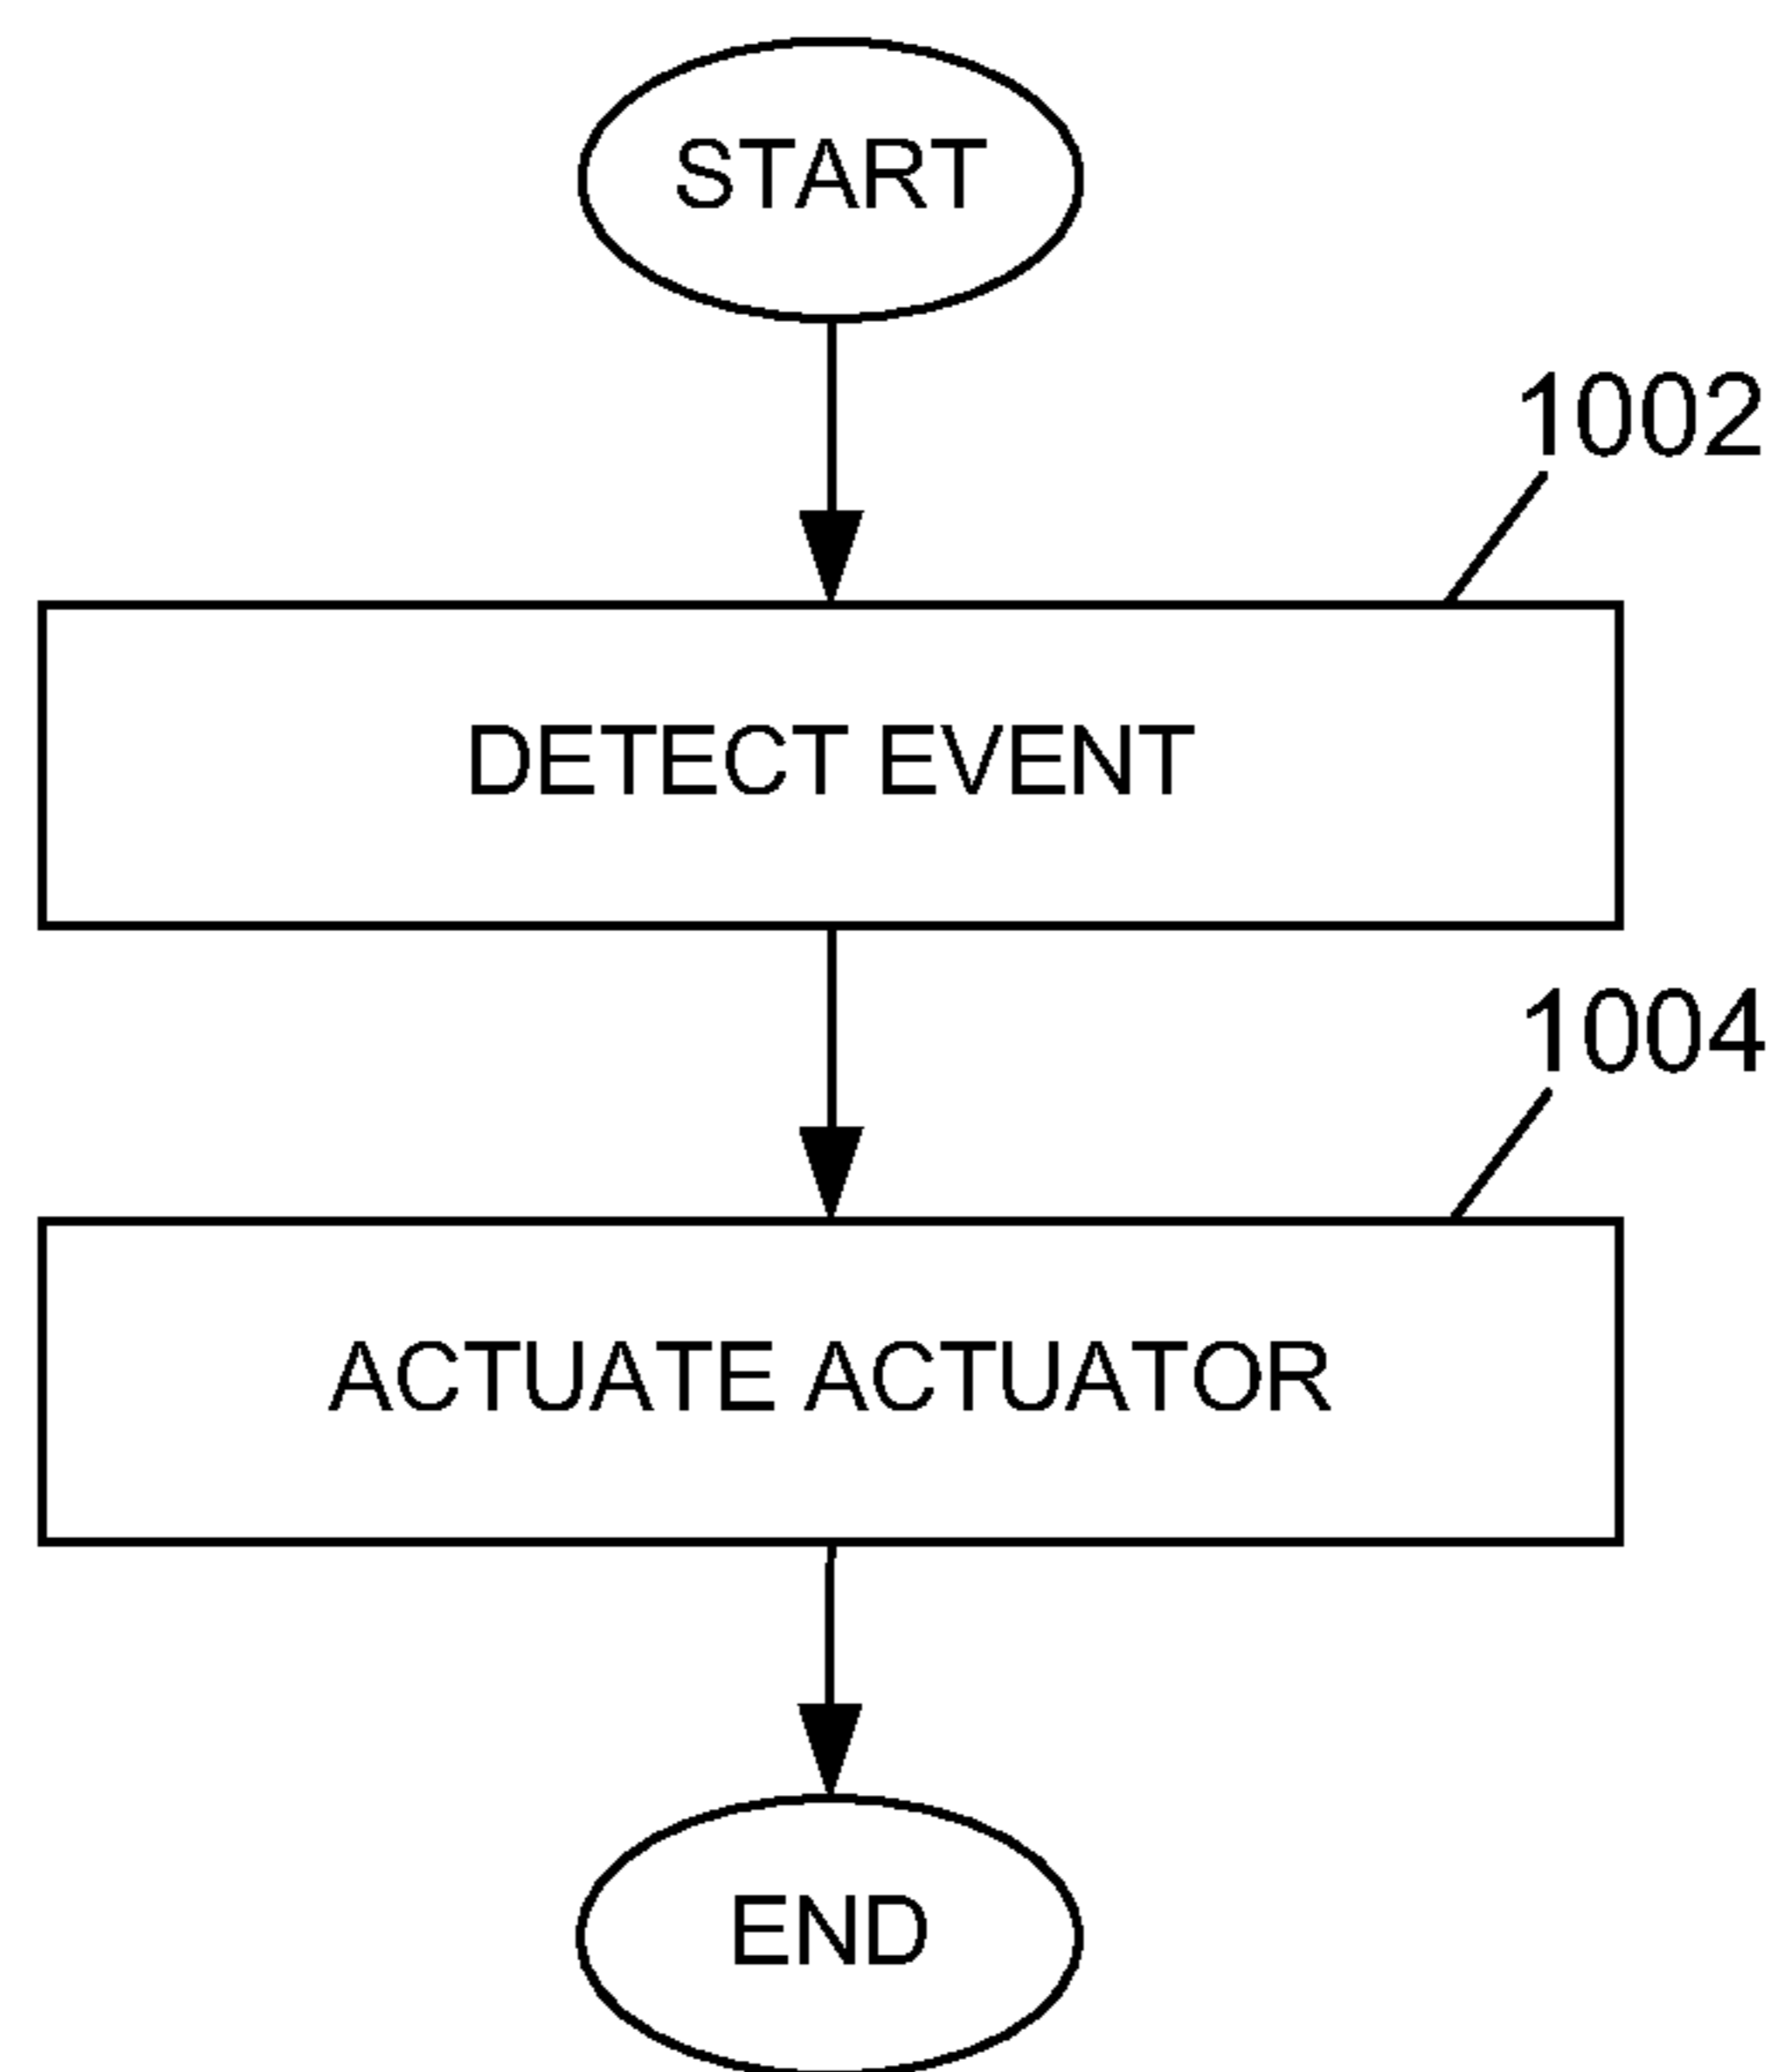 START
1002
DETECT EVENT
1004
ACTUATE ACTUATOR
END